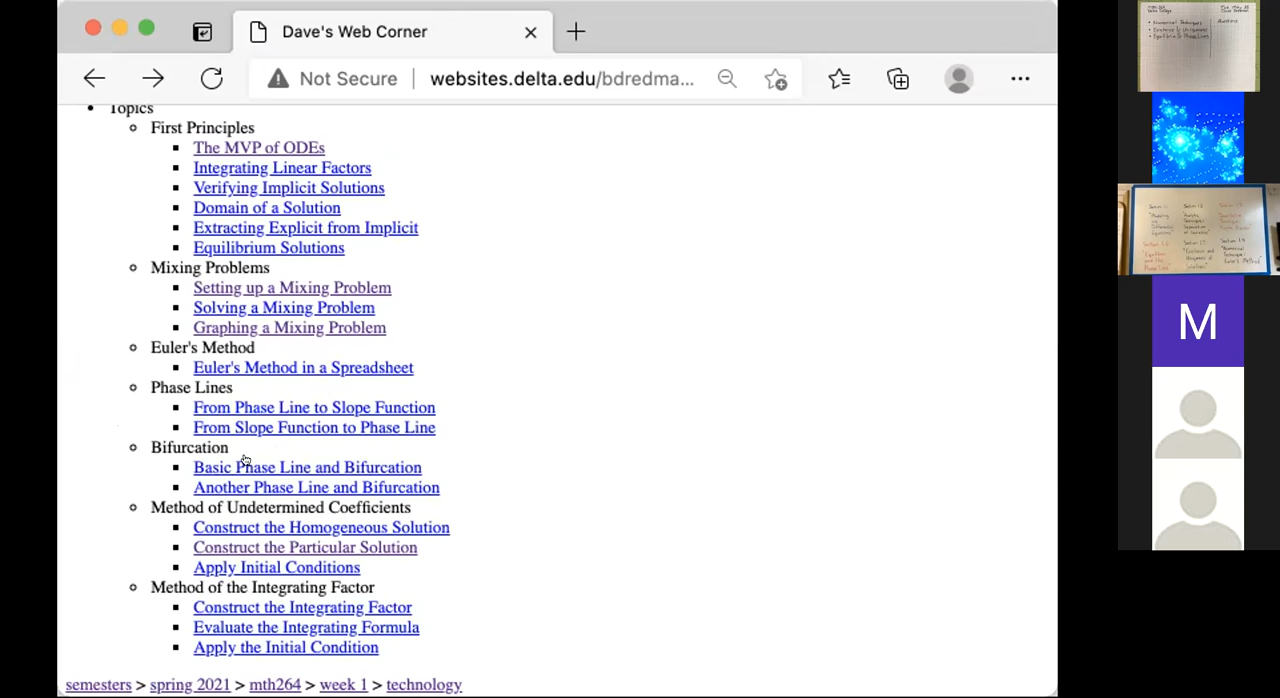 Dave's Web Corner
Not Secure
websites.delta.edu/bdredma...
Topics
First Principles
The MVP of ODEs
Integrating Linear Factors
Verifying Implicit Solutions
Domain of a Solution
Extracting Explicit from Implicit
Equilibrium Solutions
Mixing Problems
Setting up a Mixing Problem
Solving a Mixing Problem
Graphing a Mixing Problem
Euler's Method
Euler's Method in a Spreadsheet
Phase Lines
From Phase Line to Slope Function
From Slope Function to Phase Line
Bifurcation
Basic Phase Line and Bifurcation
Another Phase Line and Bifurcation
Method of Undetermined Coefficients
Construct the Homogeneous Solution
Construct the Particular Solution
Apply Initial Conditions
Method of the Integrating Factor
Construct the Integrating Factor
Evaluate the Integrating Formula
Apply the Initial Condition
semesters > spring 2021 > mth264 > week 1 > technology
M